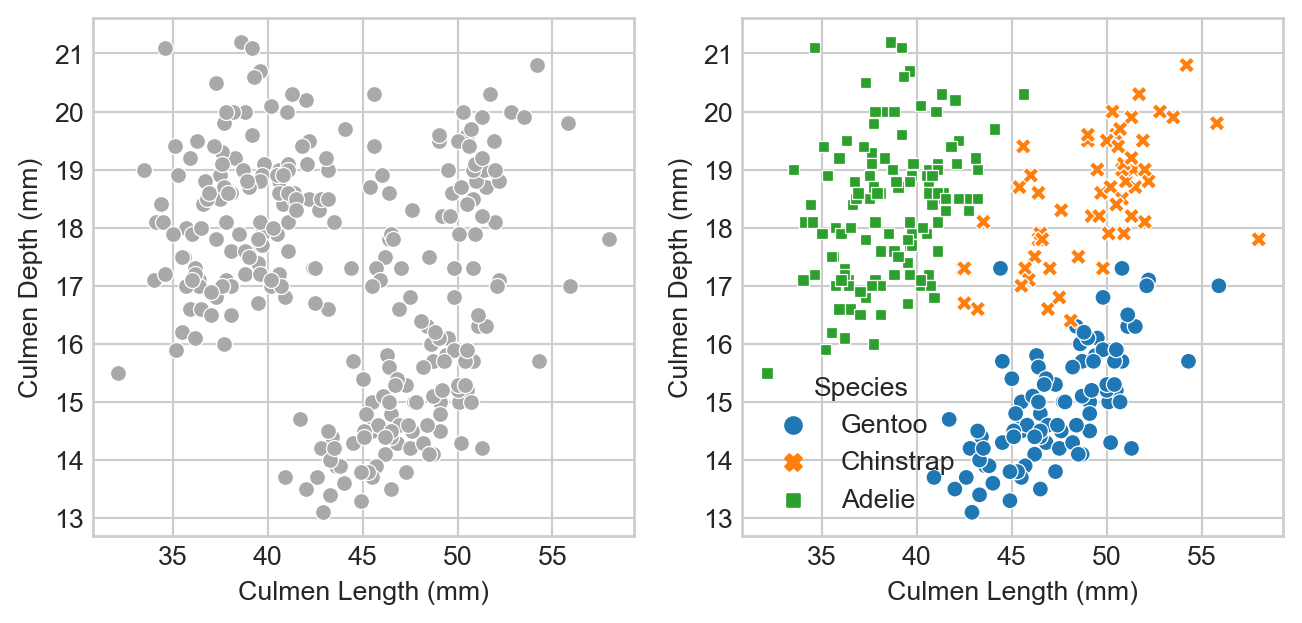 21
20
19
18
17
16
15
14
13
Culmen Depth (mm)
35 40 45 50 55
Culmen Length (mm)
21
20
19
18
17
16
15
14
13
Culmen Depth (mm)
Species
Gentoo
Chinstrap
Adelie
35 40 45 50 55
Culmen Length (mm)